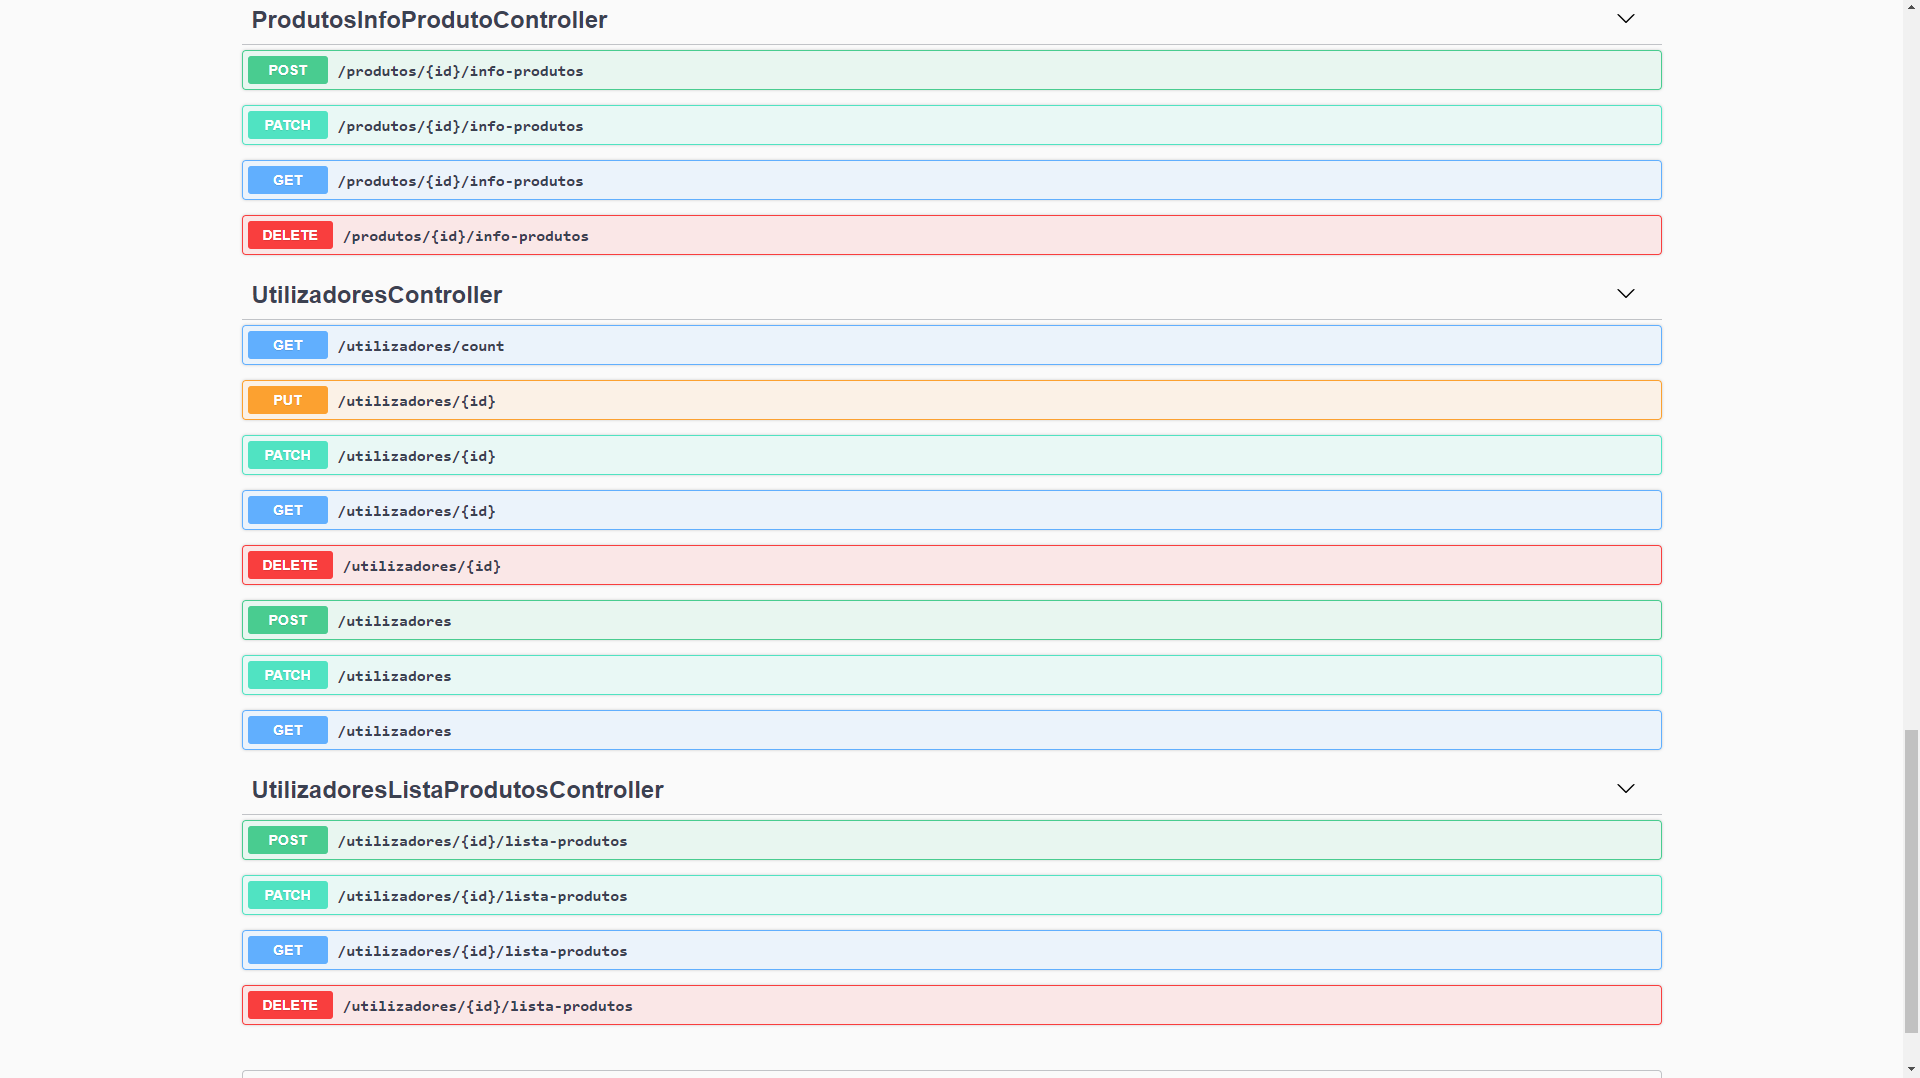 ProdutosInfoProdutoController
POST /produtos/{id}/info-produtos
PATCH /produtos/{id}/info-produtos
GET /produtos/{id}/info-produtos
DELETE /produtos/{id}/info-produtos
UtilizadoresController
GET /utilizadores/count
PUT /utilizadores/{id}
PATCH /utilizadores/{id}
GET /utilizadores/{id}
DELETE /utilizadores/{id}
POST /utilizadores
PATCH /utilizadores
GET /utilizadores
UtilizadoresListaProdutosController
POST /utilizadores/{id}/lista-produtos
PATCH /utilizadores/{id}/lista-produtos
GET /utilizadores/{id}/lista-produtos
DELETE /utilizadores/{id}/lista-produtos